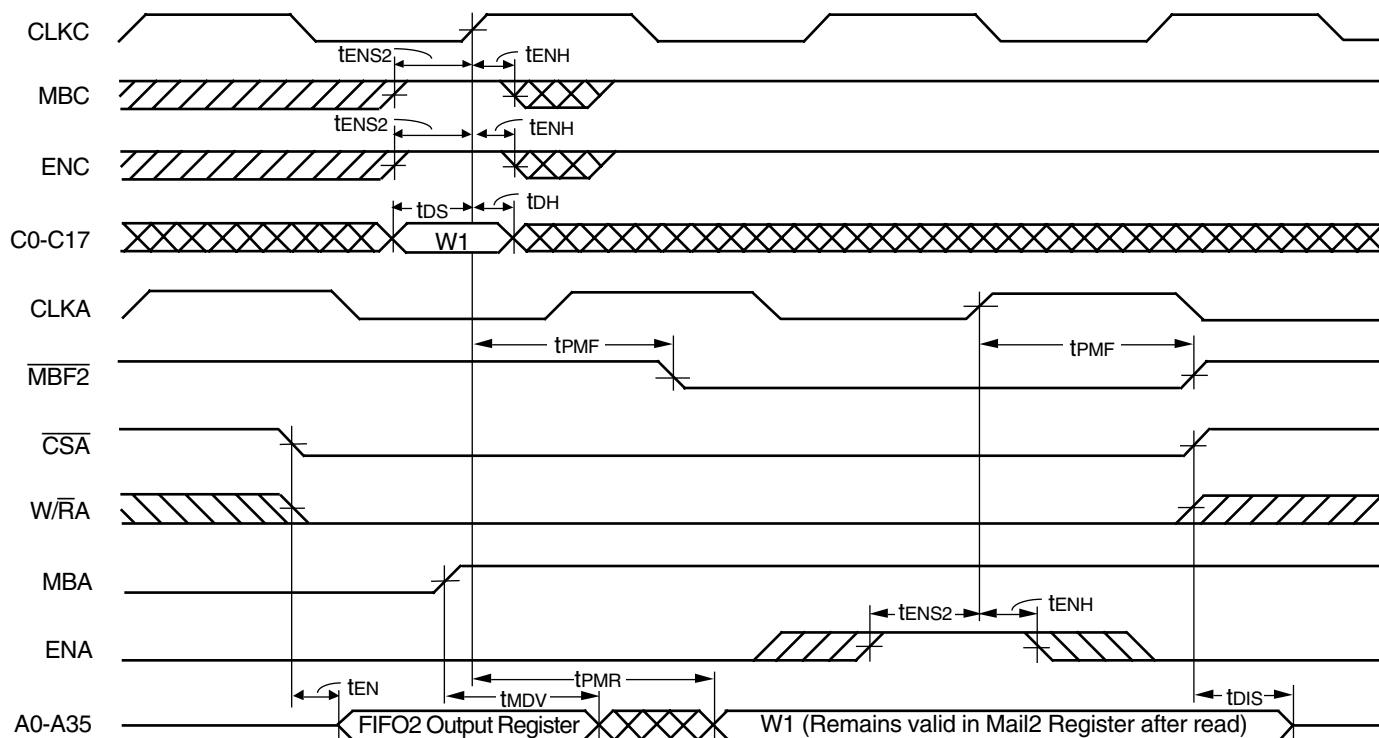 CLKC
tENS2 tENH
MBC
tENS2 tENH
ENC
tDS tDH
C0-C17 W1
CLKA
tPMF tPMF
MBF2
CSA
W/RA
MBA
tENS2 tENH
ENA
tEN tMDV tPMR tDIS
A0-A35 FIFO2 Output Register W1 (Remains valid in Mail2 Register after read)